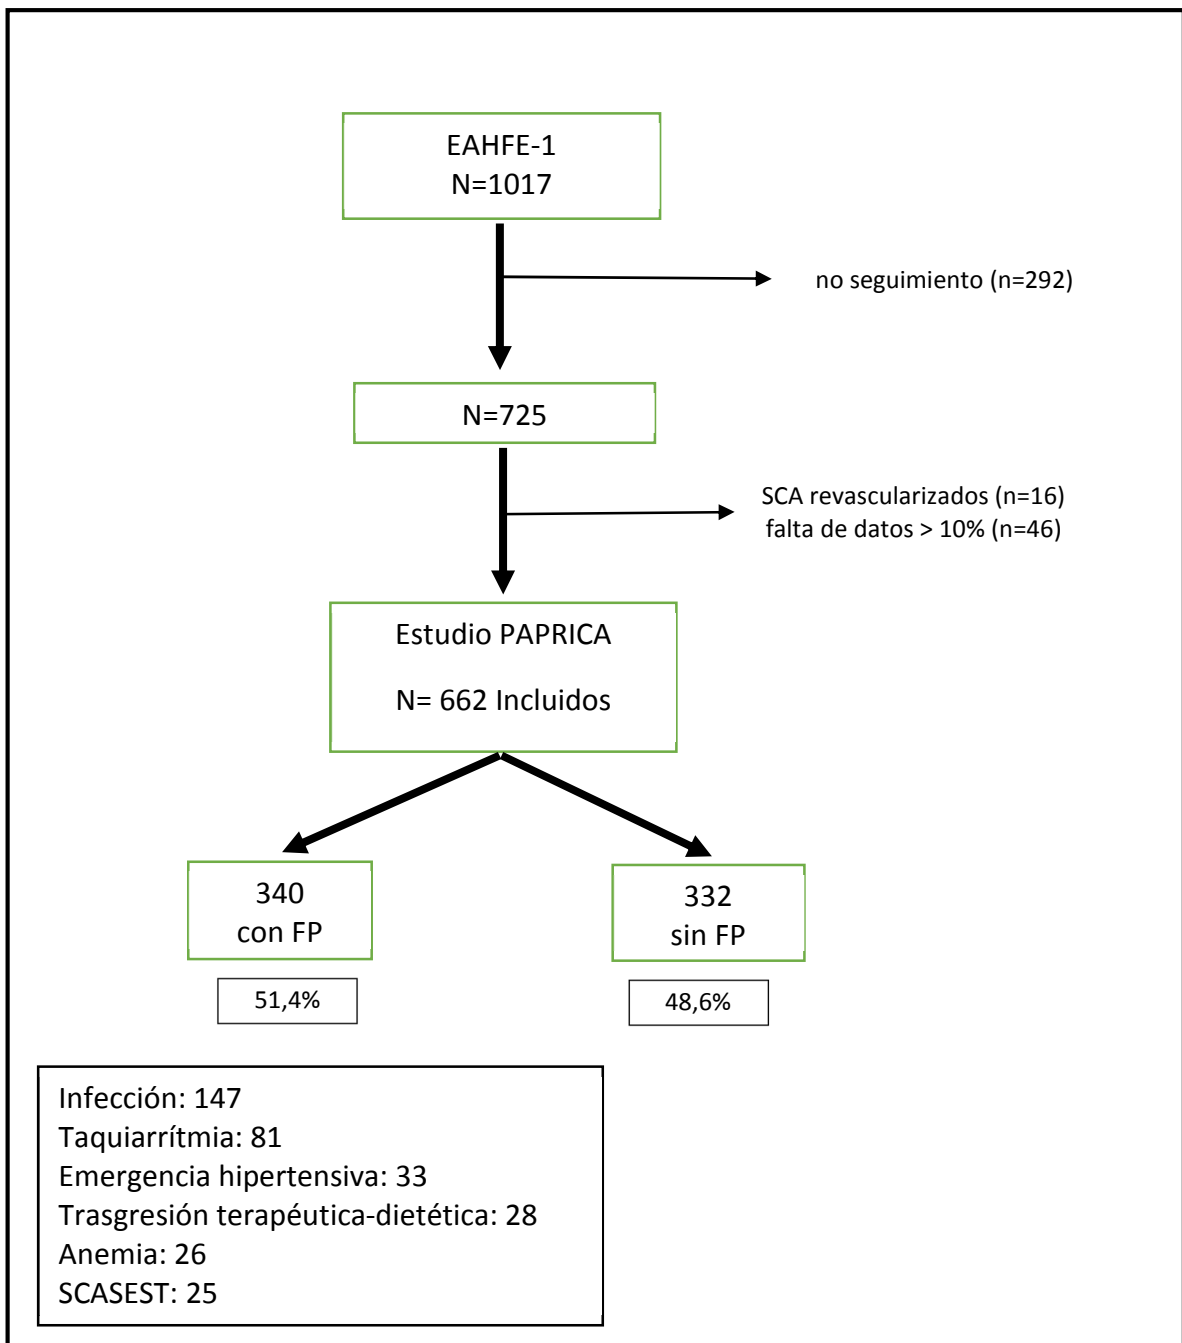 EAHFE-1
N=1017
no seguimiento (n=292)
N=725
SCA revascularizados (n=16)
falta de datos > 10% (n=46)
Estudio PAPRICA
N= 662 Incluidos
340
con FP
332
sin FP
51,4%
48,6%
Infección: 147
Taquiarrítmia: 81
Emergencia hipertensiva: 33
Trasgresión terapéutica-dietética: 28
Anemia: 26
SCASEST: 25